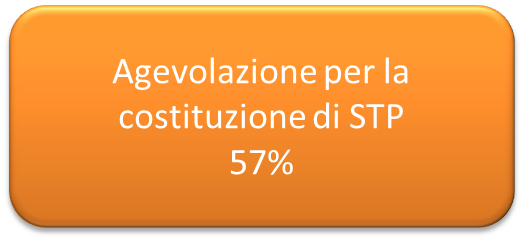 Agevolazione per la
costituzione di STP
57%